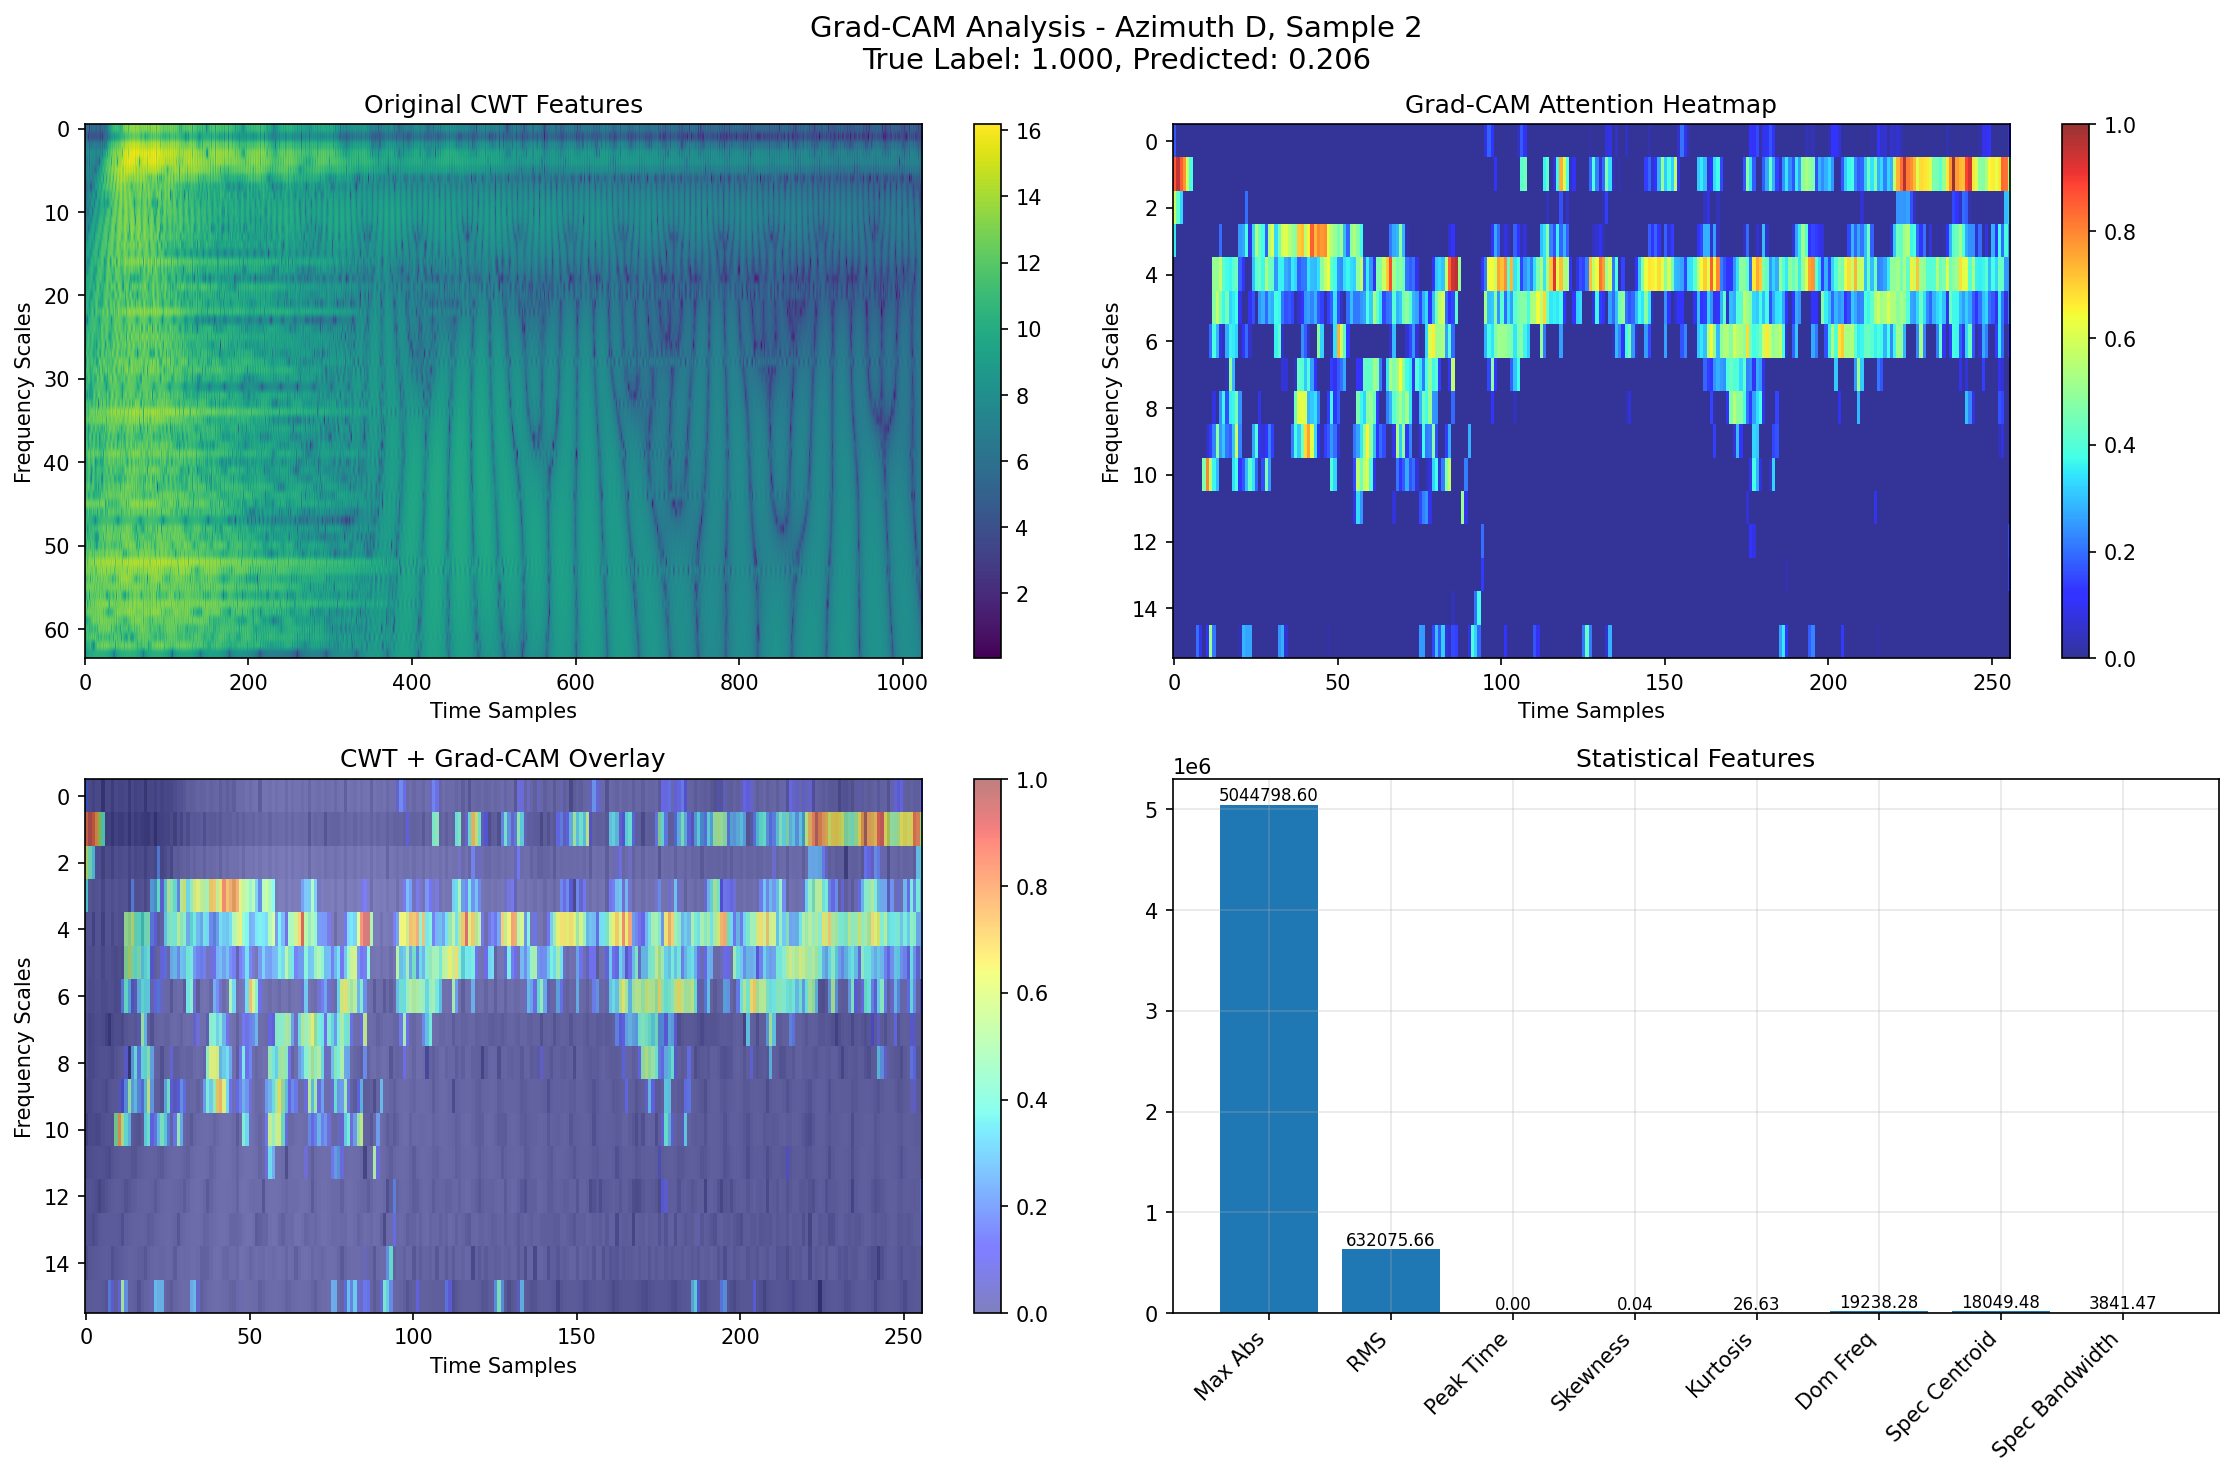 Grad-CAM Analysis - Azimuth D, Sample 2
True Label: 1.000, Predicted: 0.206
Original CWT Features
0
10
20
30
40
50
60
Frequency Scales
0 200 400 600 800 1000
Time Samples
16
14
12
10
8
6
4
2
Grad-CAM Attention Heatmap
0
2
4
6
8
10
12
14
Frequency Scales
0 50 100 150 200 250
Time Samples
1.0
0.8
0.6
0.4
0.2
0.0
CWT + Grad-CAM Overlay
0
2
4
6
8
10
12
14
Frequency Scales
0 50 100 150 200 250
Time Samples
1.0
0.8
0.6
0.4
0.2
0.0
Statistical Features
1e6
5
4
3
2
1
0
5044798.60
632075.66
0.00
0.04
26.63
19238.28
18049.48
3841.47
Max Abs
RMS
Peak Time
Skewness
Kurtosis
Dom Freq
Spec Centroid
Spec Bandwidth